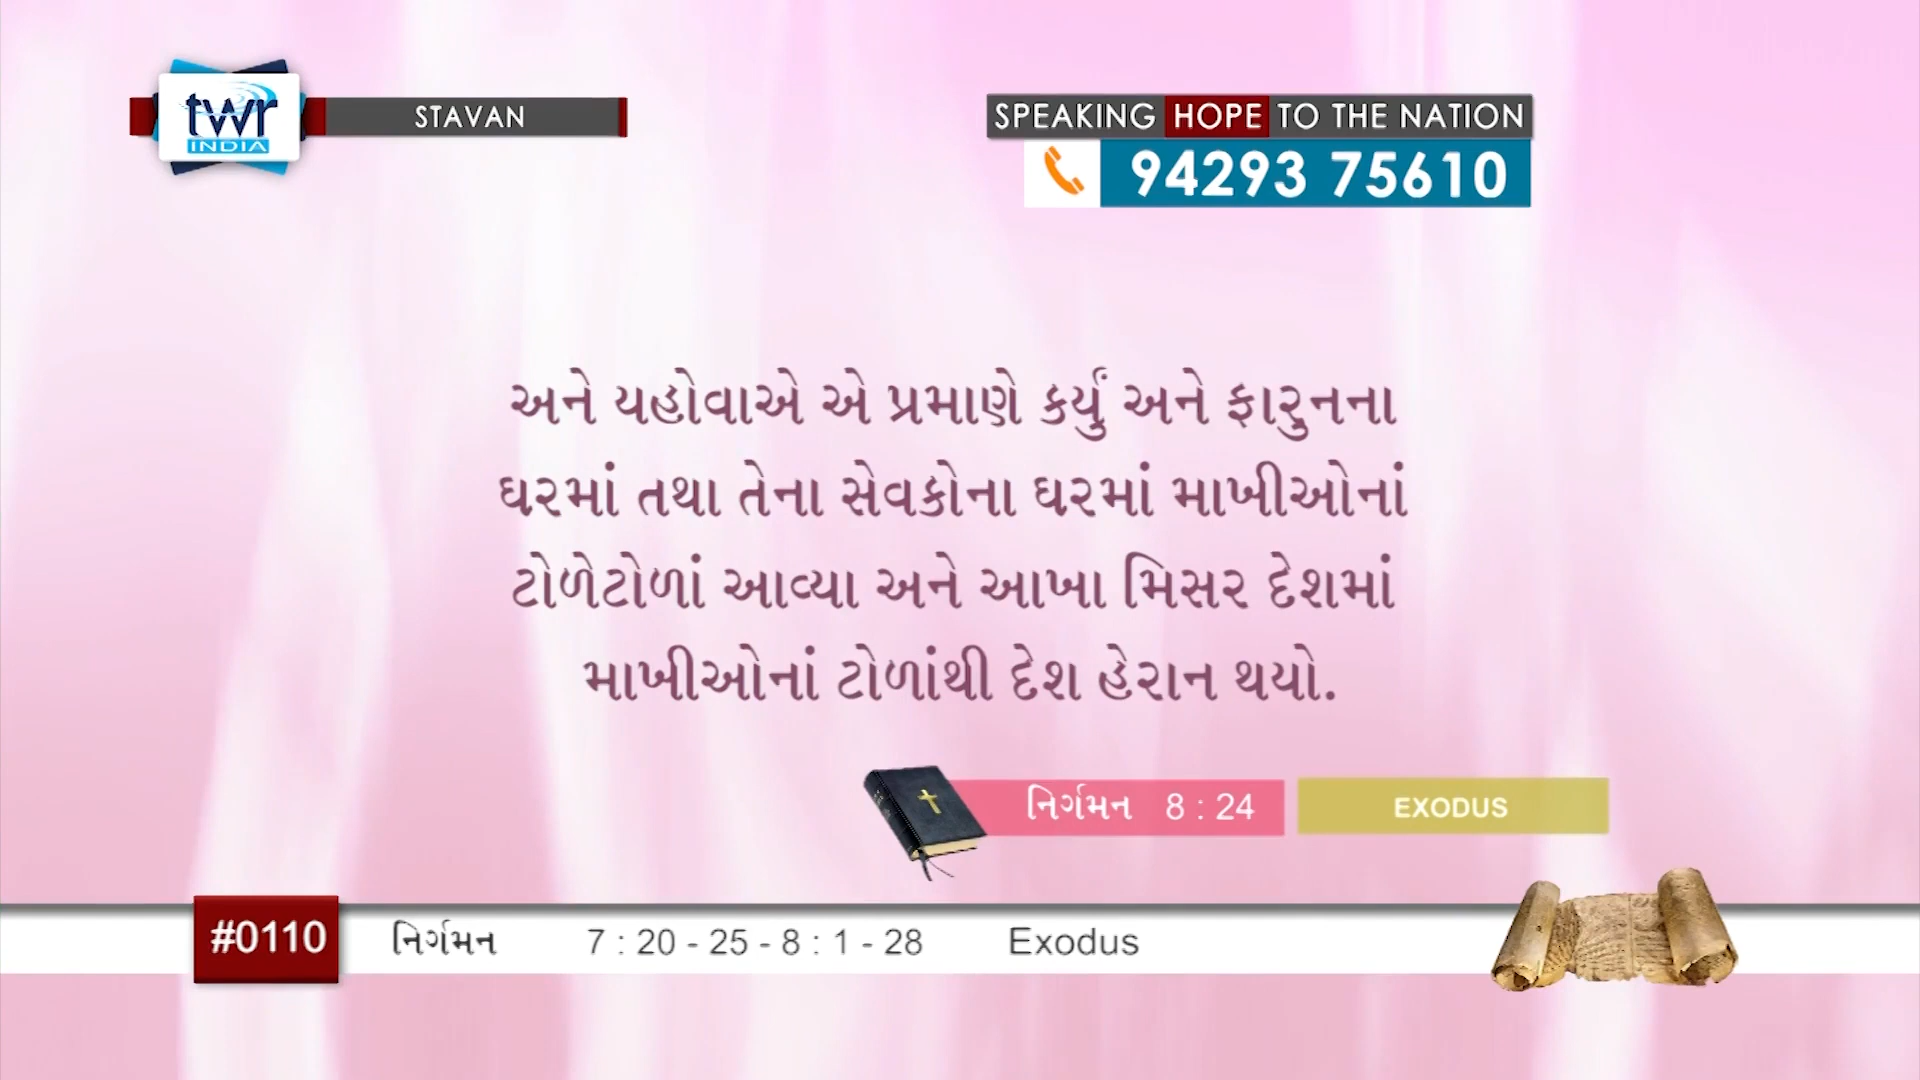 twr
INDIA
STAVAN
SPEAKING HOPE TO THE NATION
94293 75610
અને યહોવાએ એ પ્રમાણે કર્યું અને ફારુનના
ઘરમાં તથા તેના સેવકોના ઘરમાં માખીઓનાં
ટોળેટોળાં આવ્યા અને આખા મિસર દેશમાં
માખીઓનાં ટોળાંથી દેશ હેરાન થયો.
નિર્ગમન 8 : 24
EXODUS
#0110
નિર્ગમન 7 : 20 - 25 - 8 : 1 - 28 Exodus